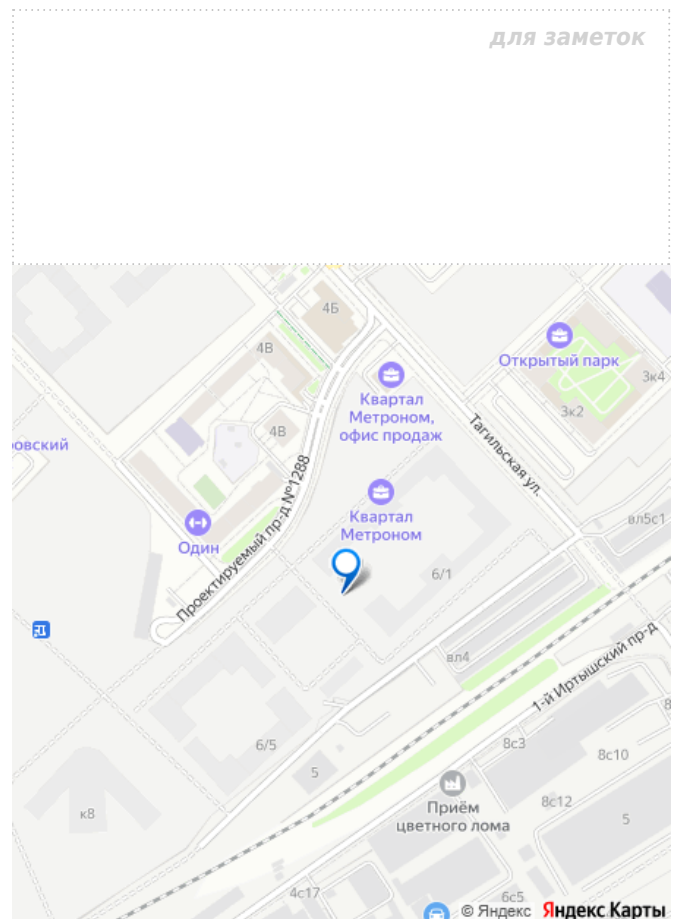 для заметок
4Б
4В
Открытый парк
3к4
Квартал
Метроном,
офис продаж
3к2
4В
Тагильская ул.
овский
Проектируемый пр-д №1288
Квартал
Метроном
вл5с1
Один
6/1
1-й Иртышский пр-д
вл4
8
6/5
8с3
8с10
5
Приём
цветного лома
8с12
к8
5
4с17
6с5
© Яндекс Яндекс Карты